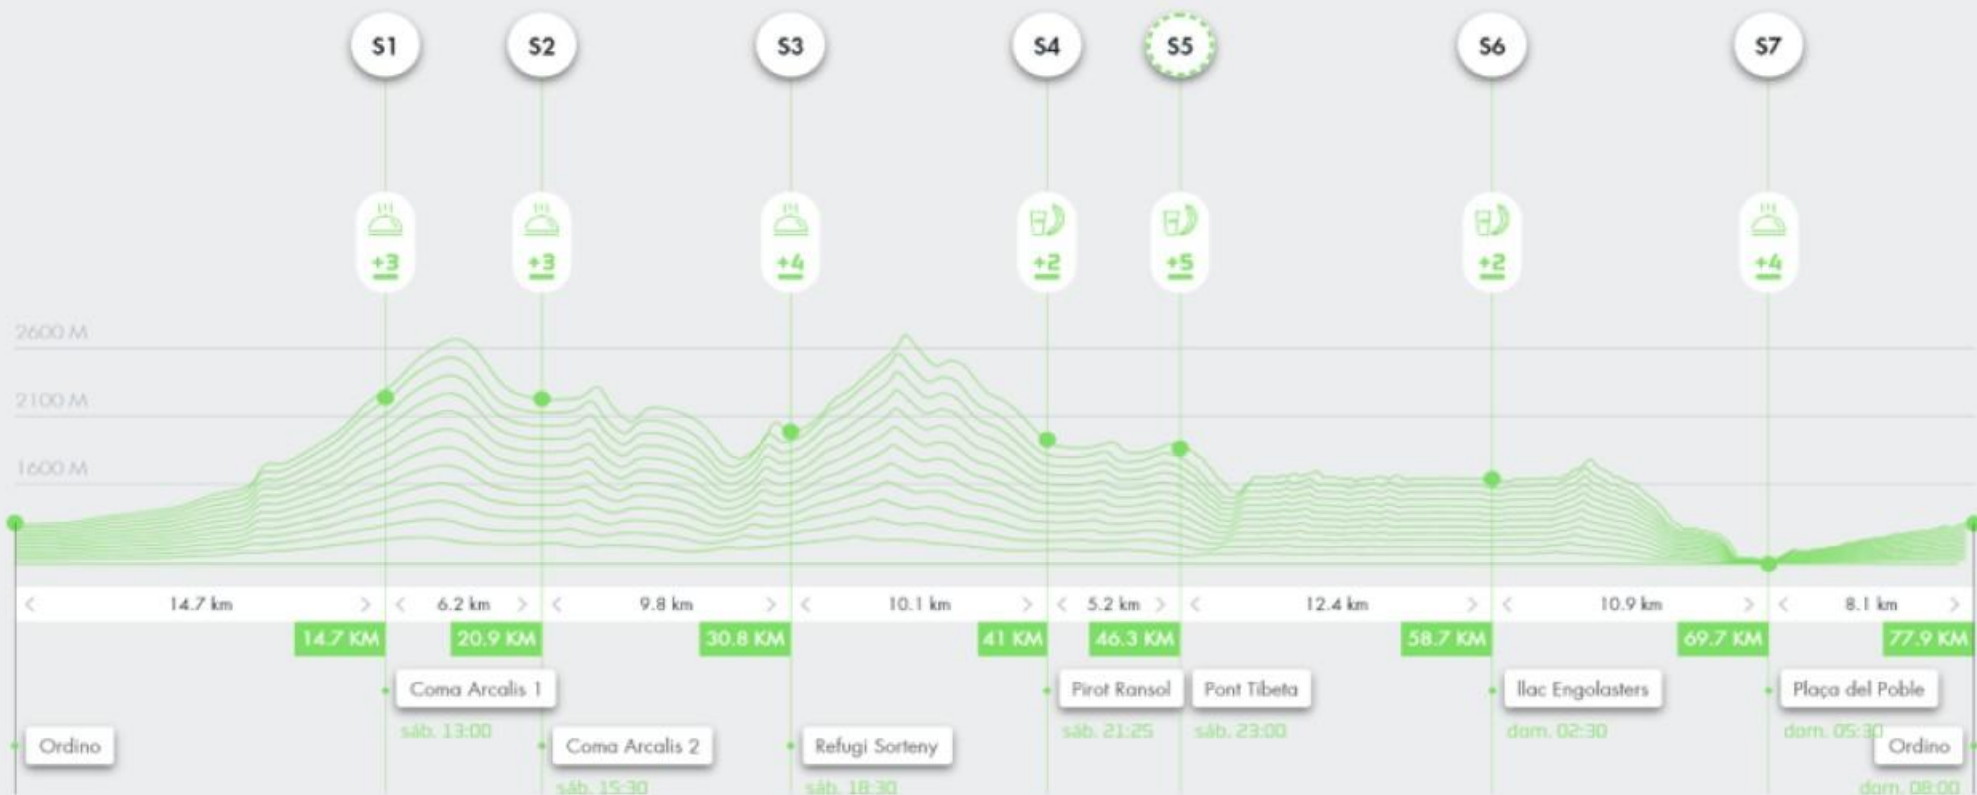 S1 S2 S3 S4 S5 S6 S7
+3 +3 +4 +2 +5 +2 +4
2600 M
2100 M
1600 M
14.7 km 6.2 km 9.8 km 10.1 km 5.2 km 12.4 km 10.9 km 8.1 km
14.7 KM 20.9 KM 30.8 KM 41 KM 46.3 KM 58.7 KM 69.7 KM 77.9 KM
Coma Arcalis 1 Pirot Ransol Pont Tibeta llac Engolasters Plaça del Poble
sáb. 13:00 sáb. 21:25 sáb. 23:00 dom. 02:30 dom. 05:30
Ordino Coma Arcalis 2 Refugi Sorteny Ordino
sáb. 15:30 sáb. 18:30 dom. 08:00